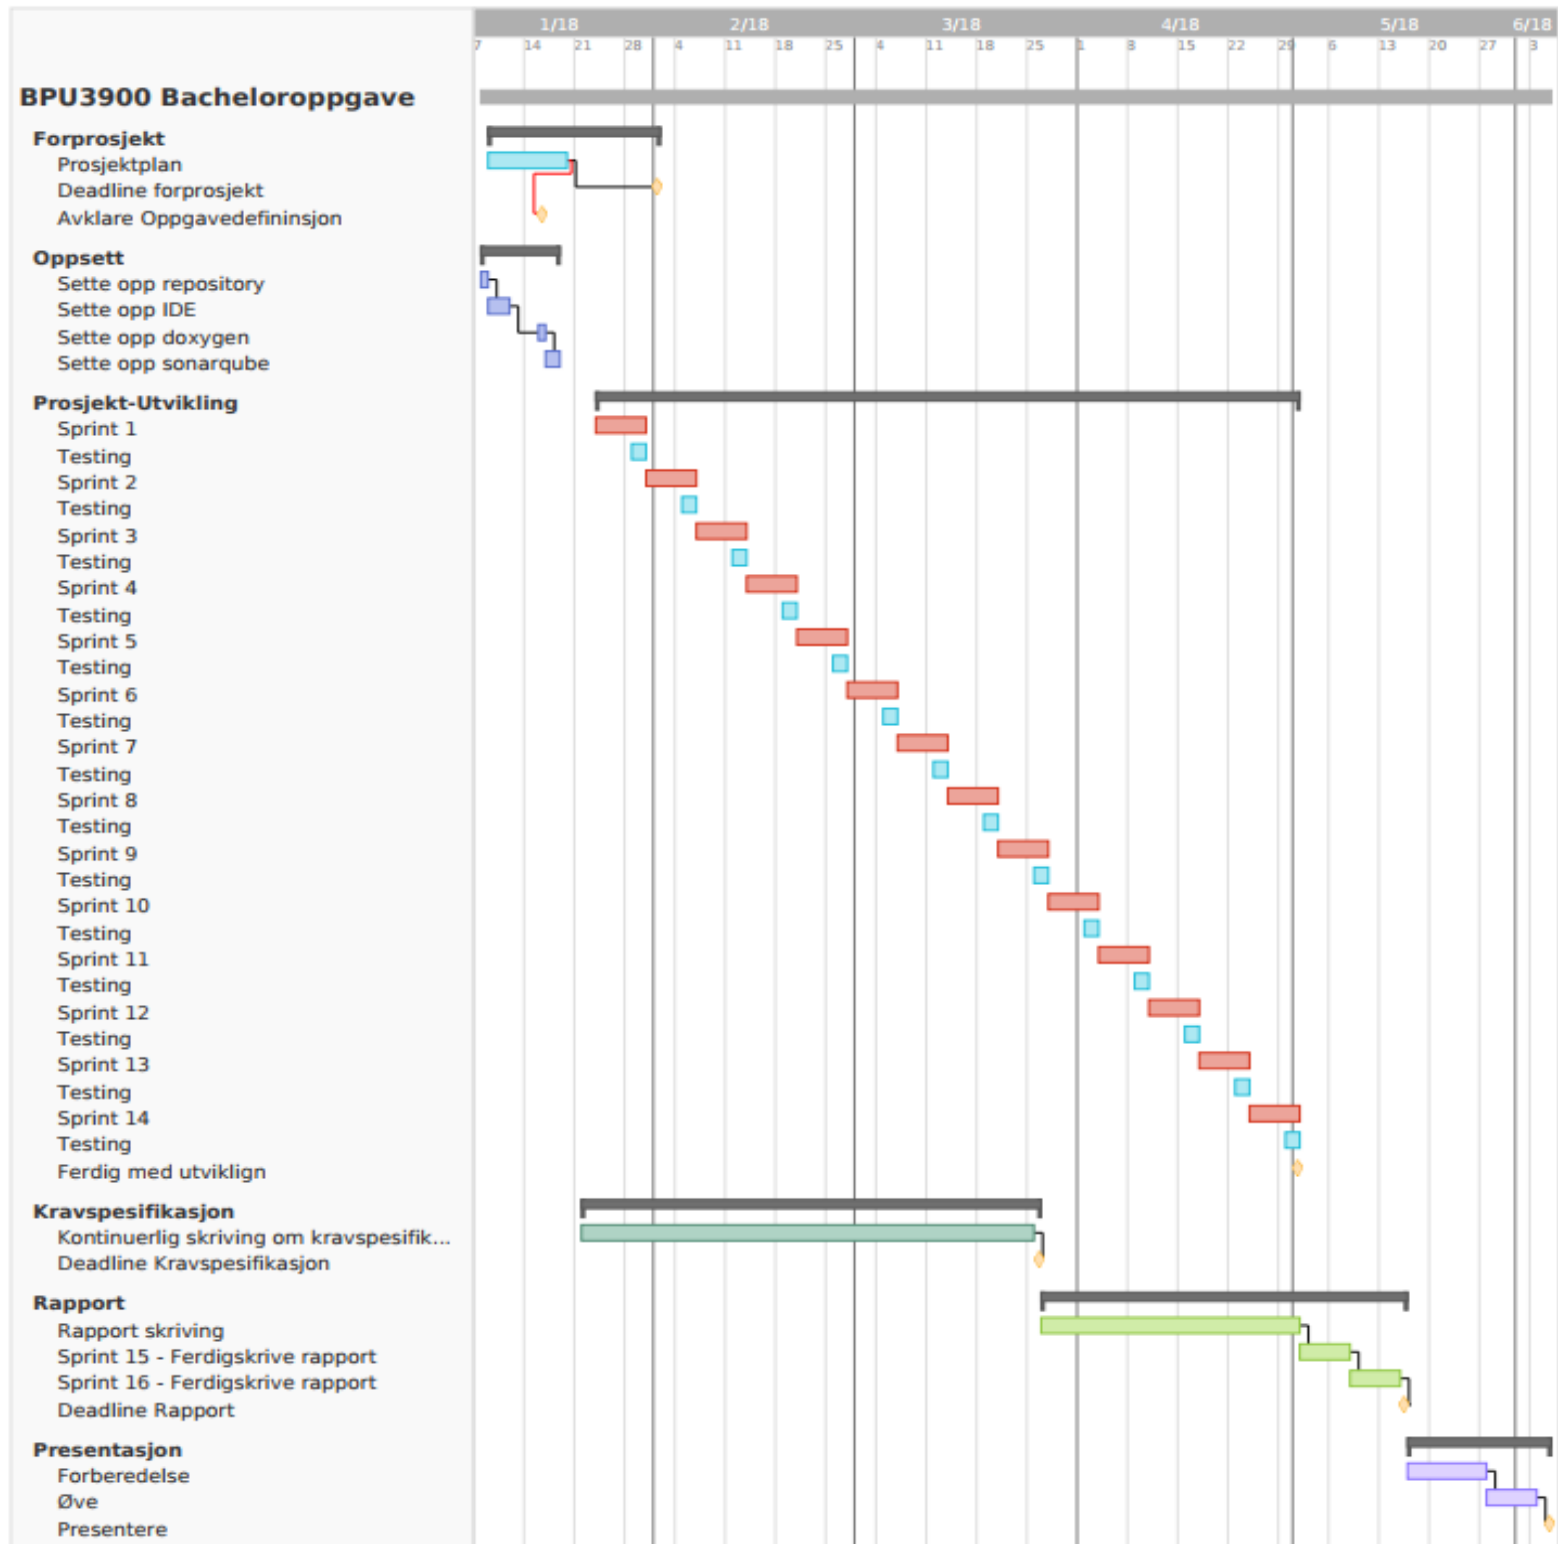 1/18 2/18 3/18 4/18 5/18 6/18
7 14 21 28 4 11 18 25 4 11 18 25 1 8 15 22 29 6 13 20 27 3
BPU3900 Bacheloroppgave
Forprosjekt
Prosjektplan
Deadline forprosjekt
Avklare Oppgavedefininsjon
Oppsett
Sette opp repository
Sette opp IDE
Sette opp doxygen
Sette opp sonarqube
Prosjekt-Utvikling
Sprint 1
Testing
Sprint 2
Testing
Sprint 3
Testing
Sprint 4
Testing
Sprint 5
Testing
Sprint 6
Testing
Sprint 7
Testing
Sprint 8
Testing
Sprint 9
Testing
Sprint 10
Testing
Sprint 11
Testing
Sprint 12
Testing
Sprint 13
Testing
Sprint 14
Testing
Ferdig med utviklign
Kravspesifikasjon
Kontinuerlig skriving om kravspesifik...
Deadline Kravspesifikasjon
Rapport
Rapport skriving
Sprint 15 - Ferdigskrive rapport
Sprint 16 - Ferdigskrive rapport
Deadline Rapport
Presentasjon
Forberedelse
Øve
Presentere